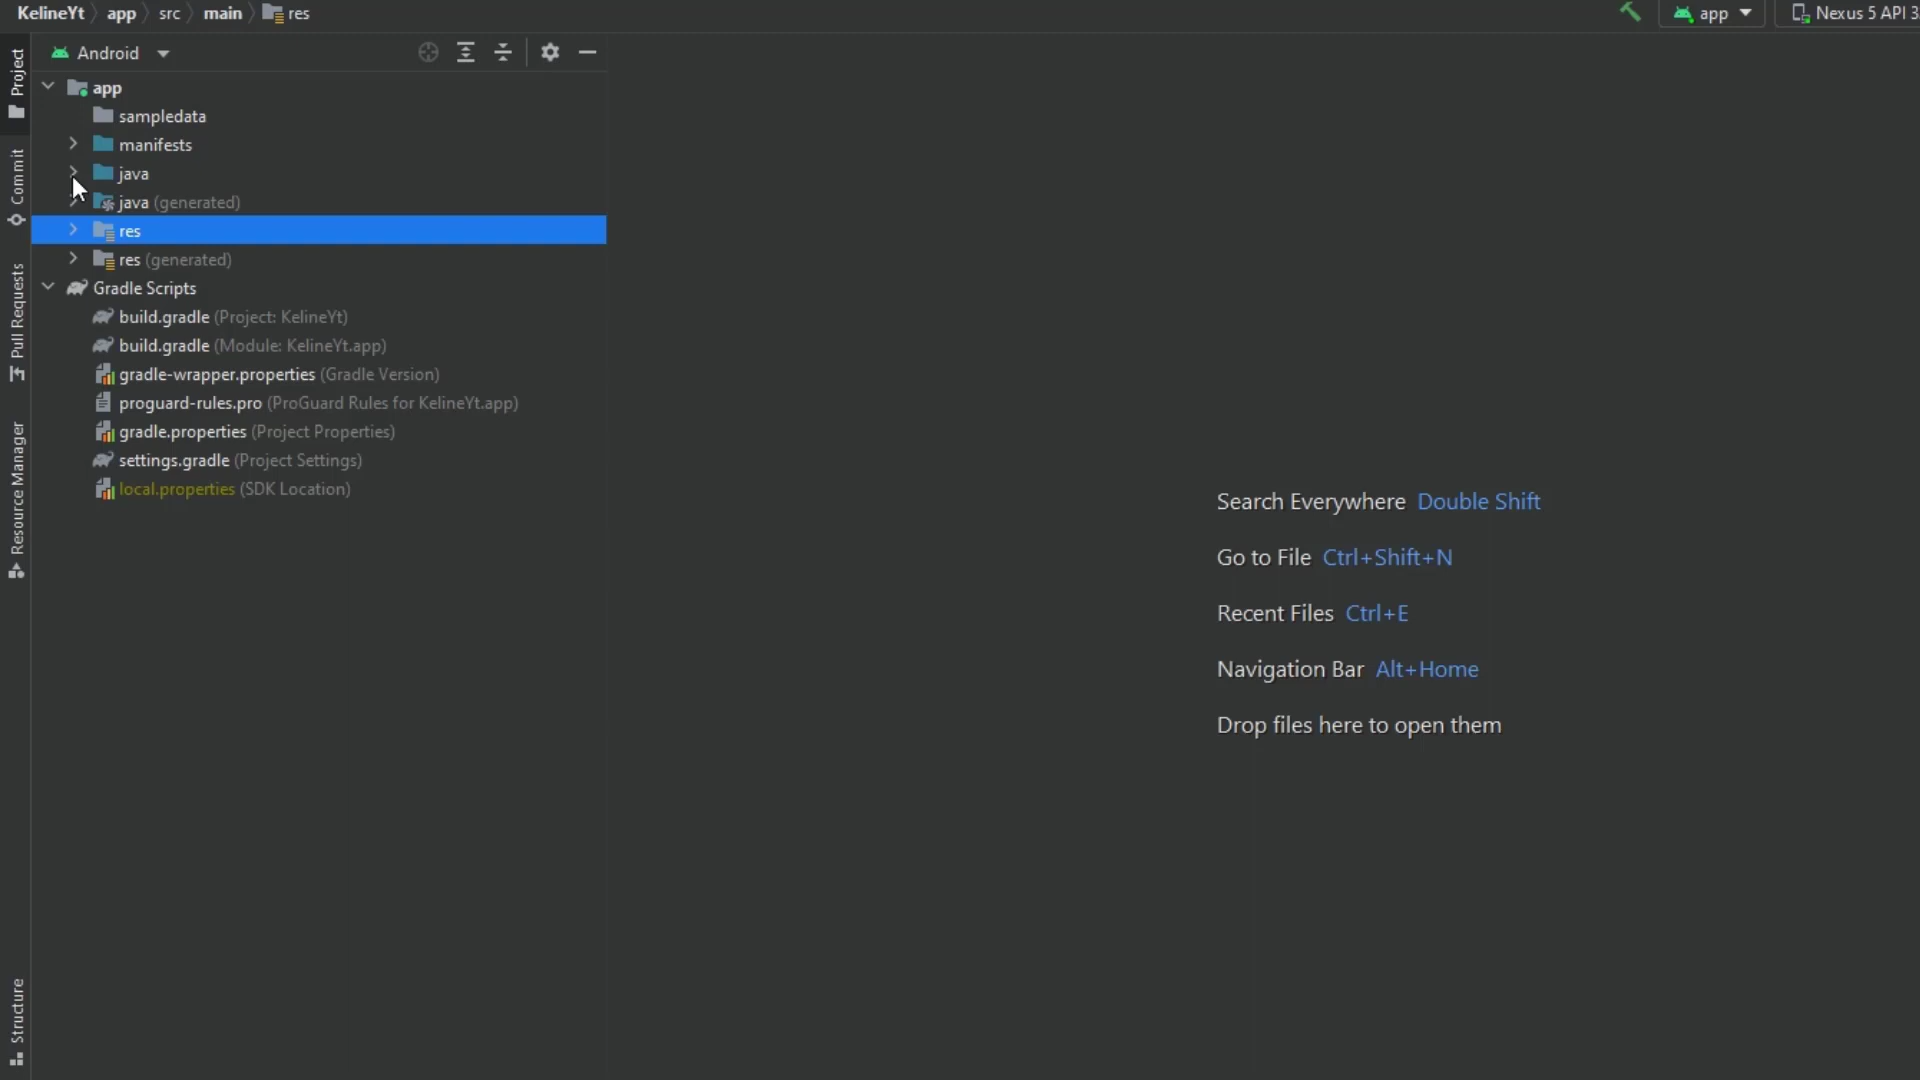 KelineYt app src main res
app
Nexus 5 API 3
Android
Project
Commit
Pull Requests
Resource Manager
Structure
app
sampledata
manifests
java
java (generated)
res
res (generated)
Gradle Scripts
build.gradle (Project: KelineYt)
build.gradle (Module: KelineYt.app)
gradle-wrapper.properties (Gradle Version)
proguard-rules.pro (ProGuard Rules for KelineYt.app)
gradle.properties (Project Properties)
settings.gradle (Project Settings)
local.properties (SDK Location)
Search Everywhere Double Shift
Go to File Ctrl+Shift+N
Recent Files Ctrl+E
Navigation Bar Alt+Home
Drop files here to open them